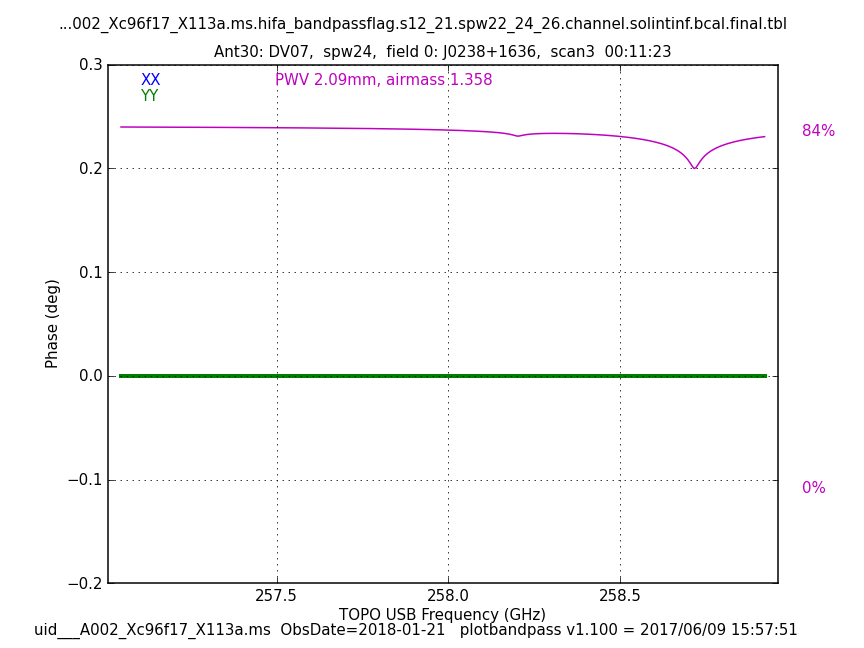 ...002_Xc96f17_X113a.ms.hifa_bandpassflag.s12_21.spw22_24_26.channel.solintinf.bcal.final.tbl
Ant30: DV07,  spw24,  field 0: J0238+1636,  scan3  00:11:23
0.3
XX
PWV 2.09mm, airmass 1.358
YY
84%
0.2
0.1
Phase (deg)
0.0
−0.1
0%
−0.2
257.5 258.0 258.5
TOPO USB Frequency (GHz)
uid___A002_Xc96f17_X113a.ms  ObsDate=2018-01-21   plotbandpass v1.100 = 2017/06/09 15:57:51